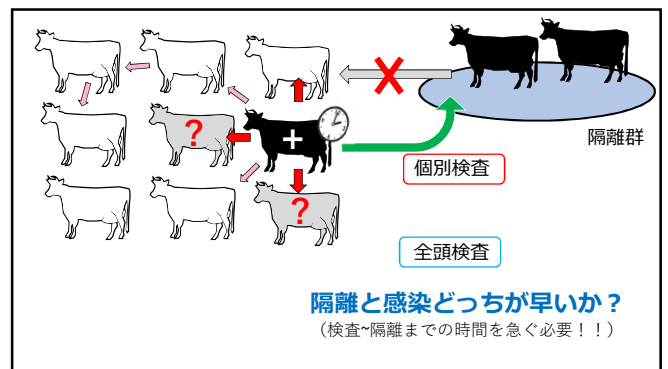 ?
+
?
隔離群
個別検査
全頭検査
隔離と感染どっちが早いか？
（検査~隔離までの時間を急ぐ必要！！）